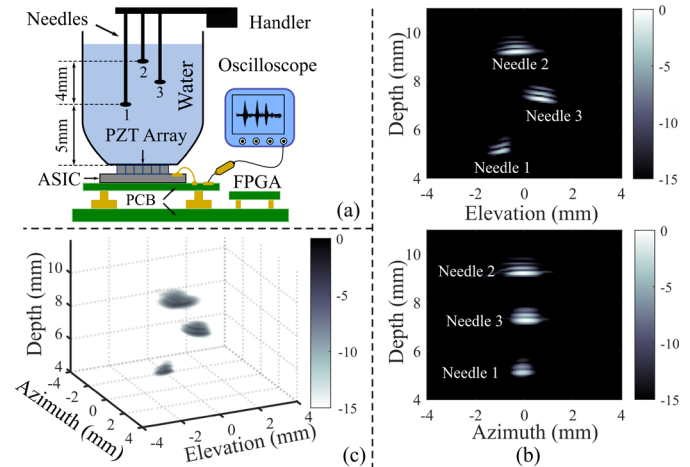 Needles
Handler
Oscilloscope
4mm
2
3
Water
1
5mm
PZT Array
ASIC
FPGA
PCB
(a)
Depth (mm)
10
8
6
4
-4
-2
0
2
4
Azimuth (mm)
-4
-2
0
2
4
Elevation (mm)
0
-5
-10
-15
(c)
Depth (mm)
10
8
6
4
Needle 2
Needle 3
Needle 1
-4
-2
0
2
4
Elevation (mm)
0
-5
-10
-15
Depth (mm)
10
8
6
4
Needle 2
Needle 3
Needle 1
-4
-2
0
2
4
Azimuth (mm)
0
-5
-10
-15
(b)